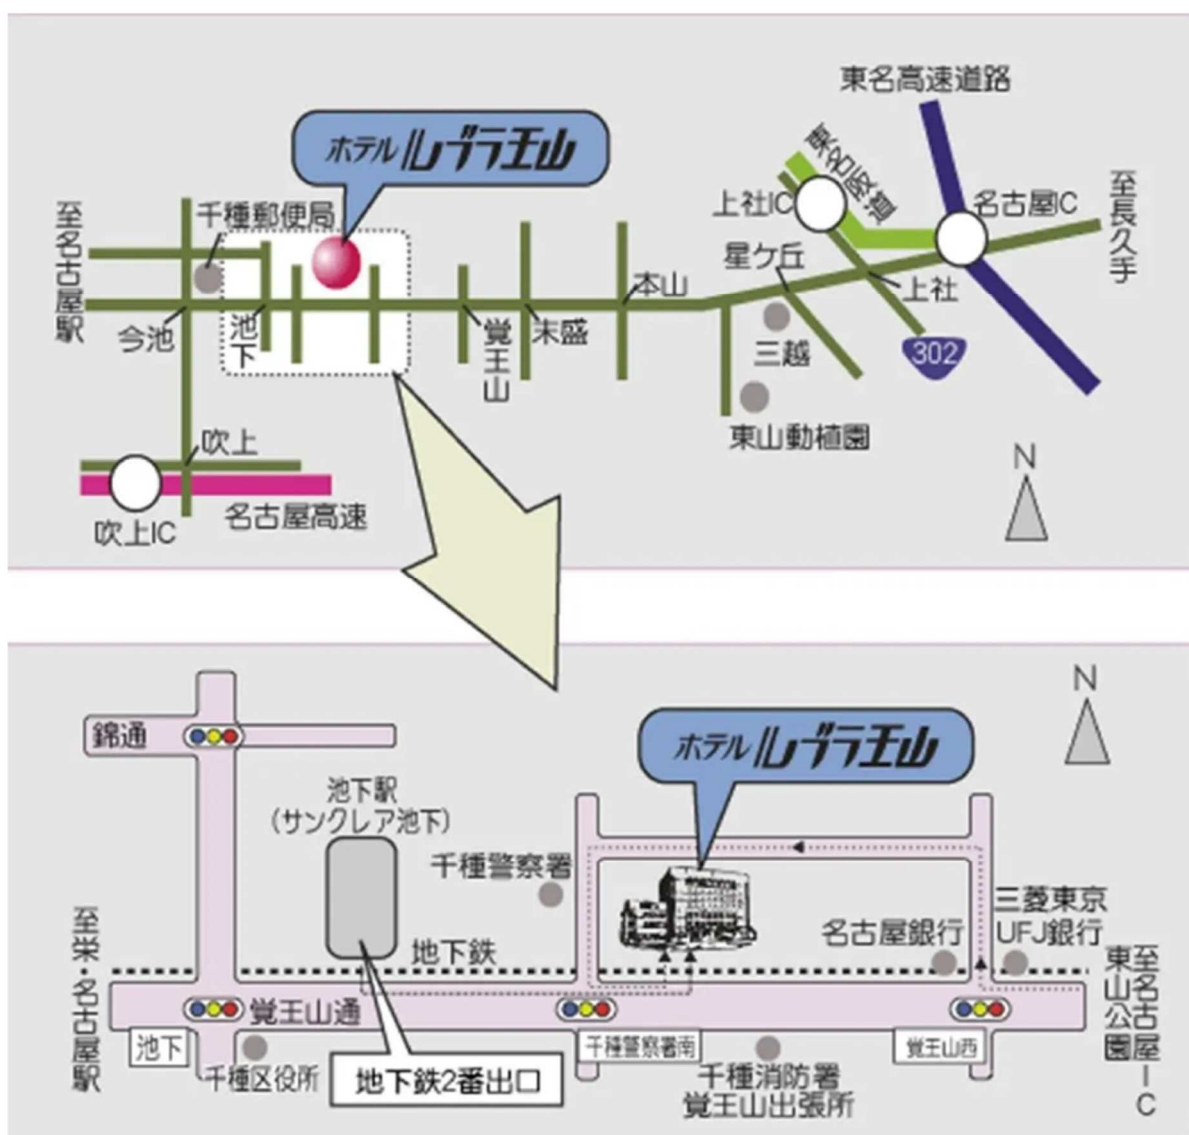 東名高速道路
ホテル ルブラ王山
東名阪道
上社IC
名古屋IC
至長久手
至名古屋駅
千種郵便局
星ケ丘
本山
上社
今池
池下
覚王山
末盛
三越
302
東山動植園
吹上
名古屋高速
吹上IC
N
N
錦通
ホテル ルブラ王山
池下駅
(サンクレア池下)
千種警察署
三菱東京
UFJ銀行
名古屋銀行
地下鉄
至栄・名古屋駅
至名古屋IC
東山公園
覚王山通
池下
千種警察署南
覚王山西
千種区役所
地下鉄2番出口
千種消防署
覚王山出張所